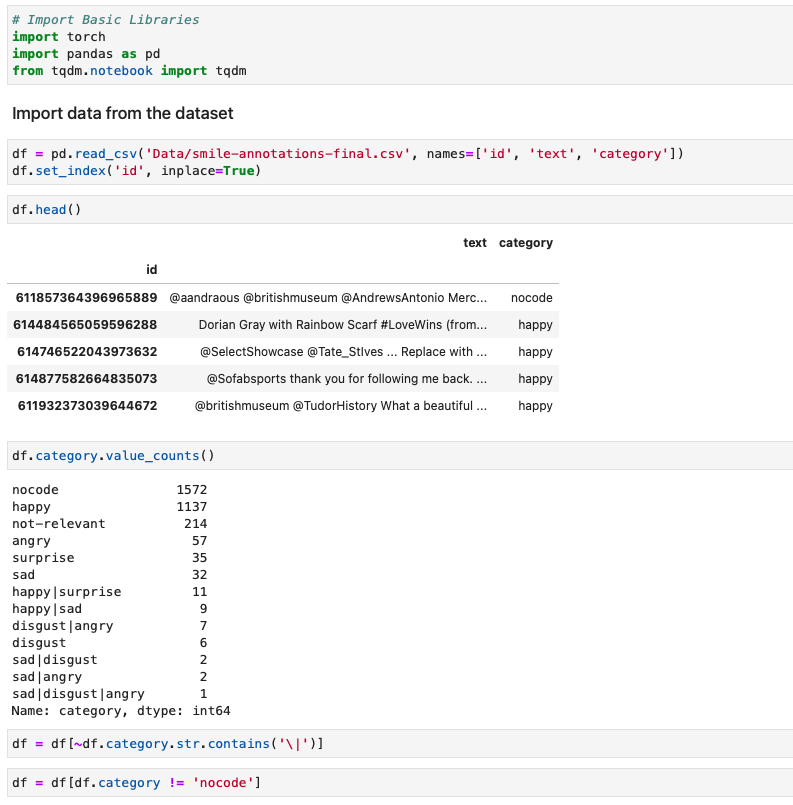 # Import Basic Libraries
import torch
import pandas as pd
from tqdm.notebook import tqdm
Import data from the dataset
df = pd.read_csv('Data/smile-annotations-final.csv', names=['id', 'text', 'category'])
df.set_index('id', inplace=True)
df.head()
text category
id
611857364396965889 @aandraous @britishmuseum @AndrewsAntonio Merc... nocode
614484565059596288 Dorian Gray with Rainbow Scarf #LoveWins (from... happy
614746522043973632 @SelectShowcase @Tate_StIves ... Replace with ... happy
614877582664835073 @Sofabsports thank you for following me back. ... happy
611932373039644672 @britishmuseum @TudorHistory What a beautiful ... happy
df.category.value_counts()
nocode 1572
happy 1137
not-relevant 214
angry 57
surprise 35
sad 32
happy|surprise 11
happy|sad 9
disgust|angry 7
disgust 6
sad|disgust 2
sad|angry 2
sad|disgust|angry 1
Name: category, dtype: int64
df = df[~df.category.str.contains('\|')]
df = df[df.category != 'nocode']